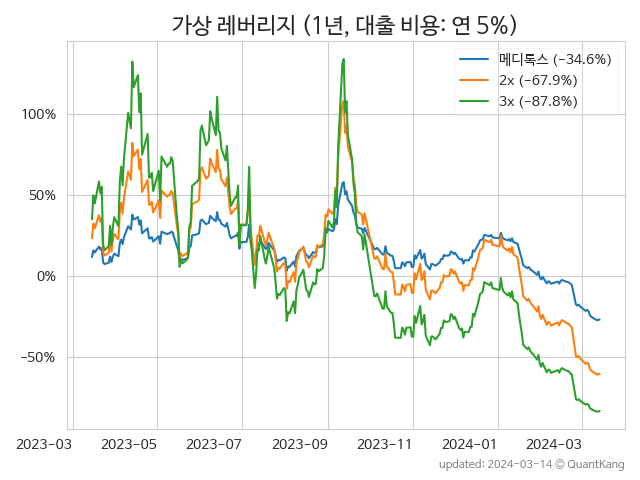 가상 레버리지 (1년, 대출 비용: 연 5%)
메디톡스 (−34.6%)
2x (−67.9%)
3x (−87.8%)
100%
50%
0%
−50%
2023-03 2023-05 2023-07 2023-09 2023-11 2024-01 2024-03
updated: 2024-03-14 © QuantKang